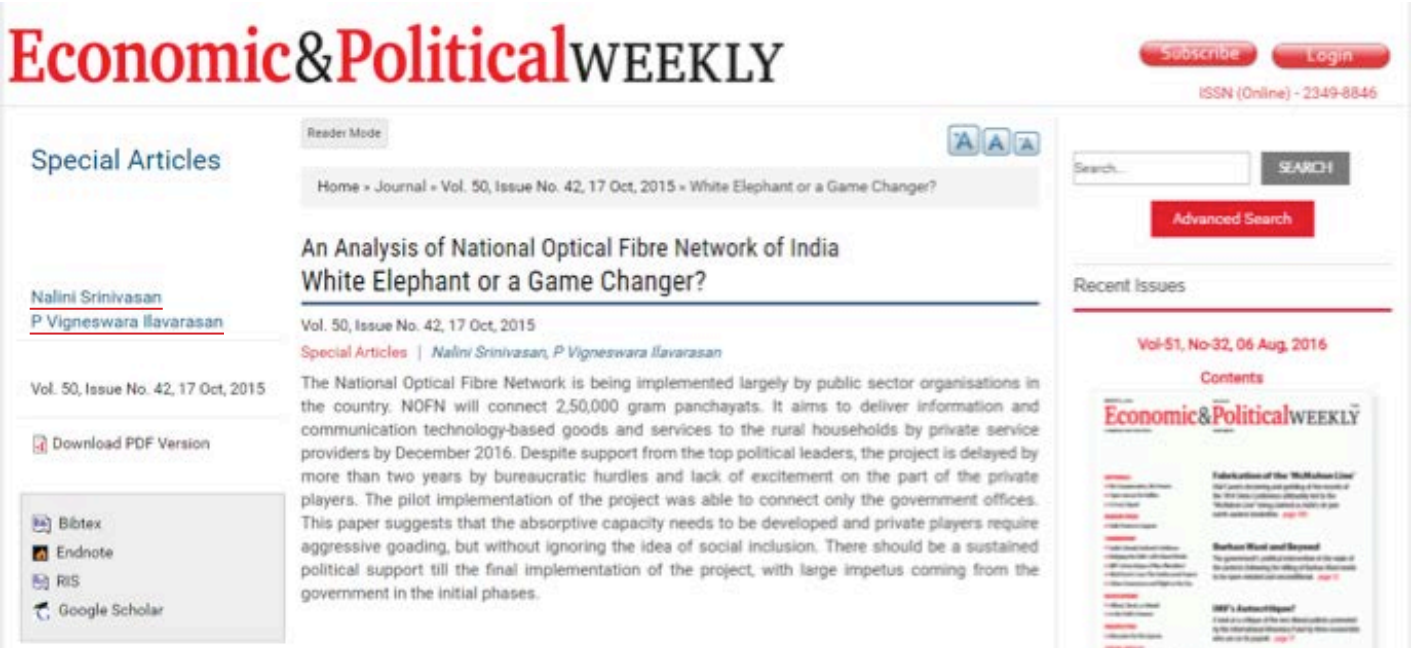 Economic&PoliticalWEEKLY
Subscribe
Login
ISSN (Online) - 2349-8846
Special Articles
Nalini Srinivasan
P Vigneswara Ilavarasan
Vol. 50, Issue No. 42, 17 Oct, 2015
Download PDF Version
Bibtex
Endnote
RIS
Google Scholar
Reader Mode
A A A
Home » Journal » Vol. 50, Issue No. 42, 17 Oct, 2015 » White Elephant or a Game Changer?
An Analysis of National Optical Fibre Network of India
White Elephant or a Game Changer?
Vol. 50, Issue No. 42, 17 Oct, 2015
Special Articles | Nalini Srinivasan, P Vigneswara Ilavarasan
The National Optical Fibre Network is being implemented largely by public sector organisations in
the country. NOFN will connect 2,50,000 gram panchayats. It aims to deliver information and
communication technology-based goods and services to the rural households by private service
providers by December 2016. Despite support from the top political leaders, the project is delayed by
more than two years by bureaucratic hurdles and lack of excitement on the part of the private
players. The pilot implementation of the project was able to connect only the government offices.
This paper suggests that the absorptive capacity needs to be developed and private players require
aggressive goading, but without ignoring the idea of social inclusion. There should be a sustained
political support till the final implementation of the project, with large impetus coming from the
government in the initial phases.
Search...
SEARCH
Advanced Search
Recent Issues
Vol-51, No-32, 06 Aug, 2016
Contents
Economic&PoliticalWEEKLY
Fabrication of the 'McMahon Line'
Burhan Wani and Beyond
IMF's Autocritique?